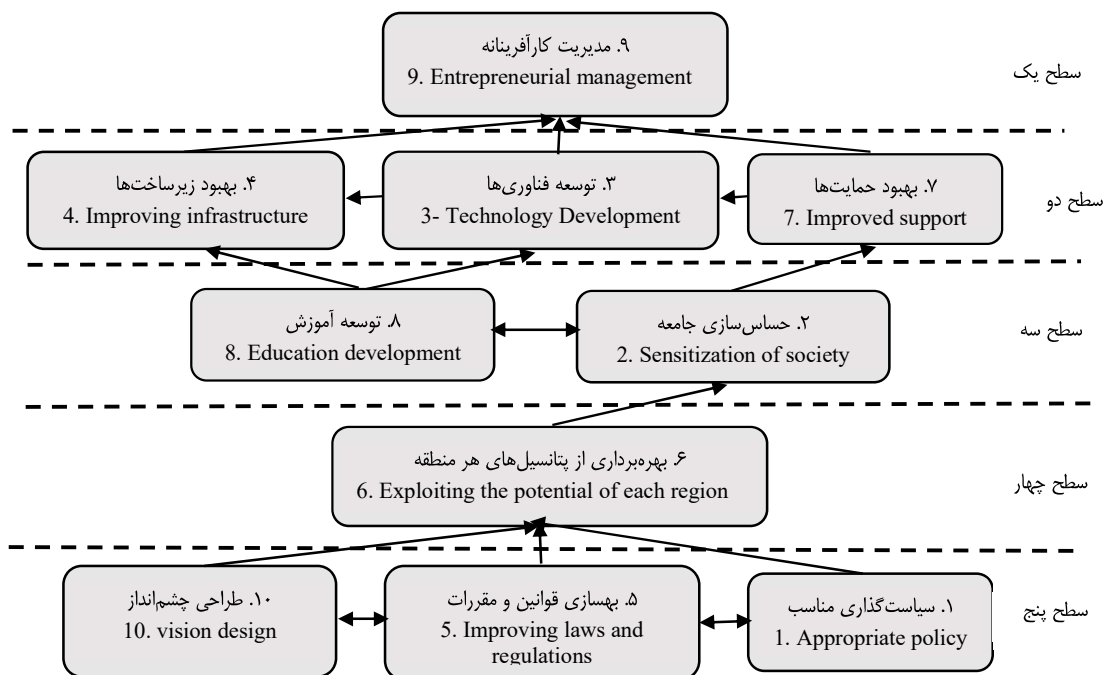 ۹. مدیریت کارآفرینانه
9. Entrepreneurial management
سطح یک
۴. بهبود زیرساخت‌ها
4. Improving infrastructure
۳. توسعه فناوری‌ها
3- Technology Development
۷. بهبود حمایت‌ها
7. Improved support
سطح دو
۸. توسعه آموزش
8. Education development
۲. حساس‌سازی جامعه
2. Sensitization of society
سطح سه
۶. بهره‌برداری از پتانسیل‌های هر منطقه
6. Exploiting the potential of each region
سطح چهار
۱۰. طراحی چشم‌انداز
10. vision design
۵. بهسازی قوانین و مقررات
5. Improving laws and
regulations
۱. سیاست‌گذاری مناسب
1. Appropriate policy
سطح پنج